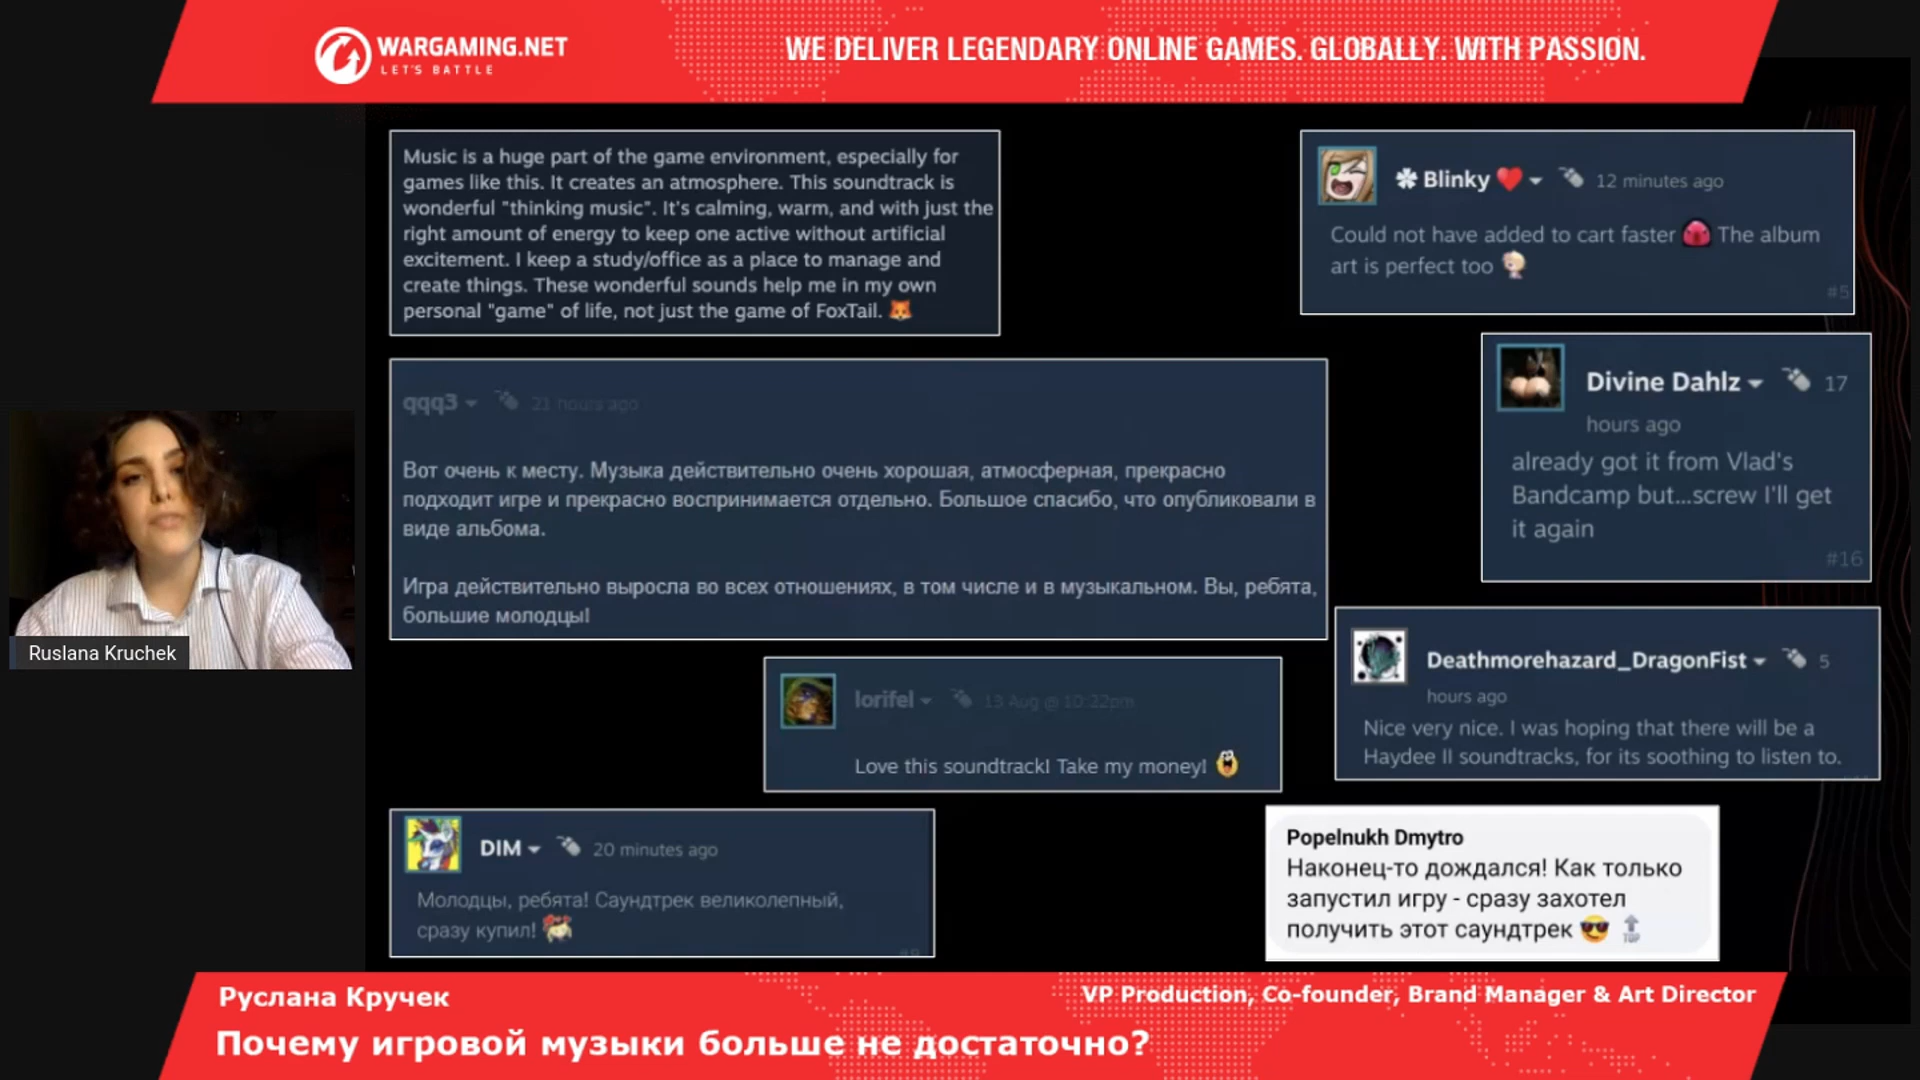 WARGAMING.NET
LET'S BATTLE
WE DELIVER LEGENDARY ONLINE GAMES. GLOBALLY. WITH PASSION.
Music is a huge part of the game environment, especially for
games like this. It creates an atmosphere. This soundtrack is
wonderful "thinking music". It's calming, warm, and with just the
right amount of energy to keep one active without artificial
excitement. I keep a study/office as a place to manage and
create things. These wonderful sounds help me in my own
personal "game" of life, not just the game of FoxTail. 🦊
Blinky ❤️ 12 minutes ago
Could not have added to cart faster The album
art is perfect too
#5
qqq3 21 hours ago
Вот очень к месту. Музыка действительно очень хорошая, атмосферная, прекрасно
подходит игре и прекрасно воспринимается отдельно. Большое спасибо, что опубликовали в
виде альбома.
Игра действительно выросла во всех отношениях, в том числе и в музыкальном. Вы, ребята,
большие молодцы!
Divine Dahlz 17
hours ago
already got it from Vlad's
Bandcamp but...screw I'll get
it again
#16
Ruslana Kruchek
lorifel 13 Aug @ 10:22pm
Love this soundtrack! Take my money!
Deathmorehazard_DragonFist 5
hours ago
Nice very nice. I was hoping that there will be a
Haydee II soundtracks, for its soothing to listen to.
DIM 20 minutes ago
Молодцы, ребята! Саундтрек великолепный,
сразу купил!
Popelnukh Dmytro
Наконец-то дождался! Как только
запустил игру - сразу захотел
получить этот саундтрек 😎 🔝
Руслана Кручек
VP Production, Co-founder, Brand Manager & Art Director
Почему игровой музыки больше не достаточно?